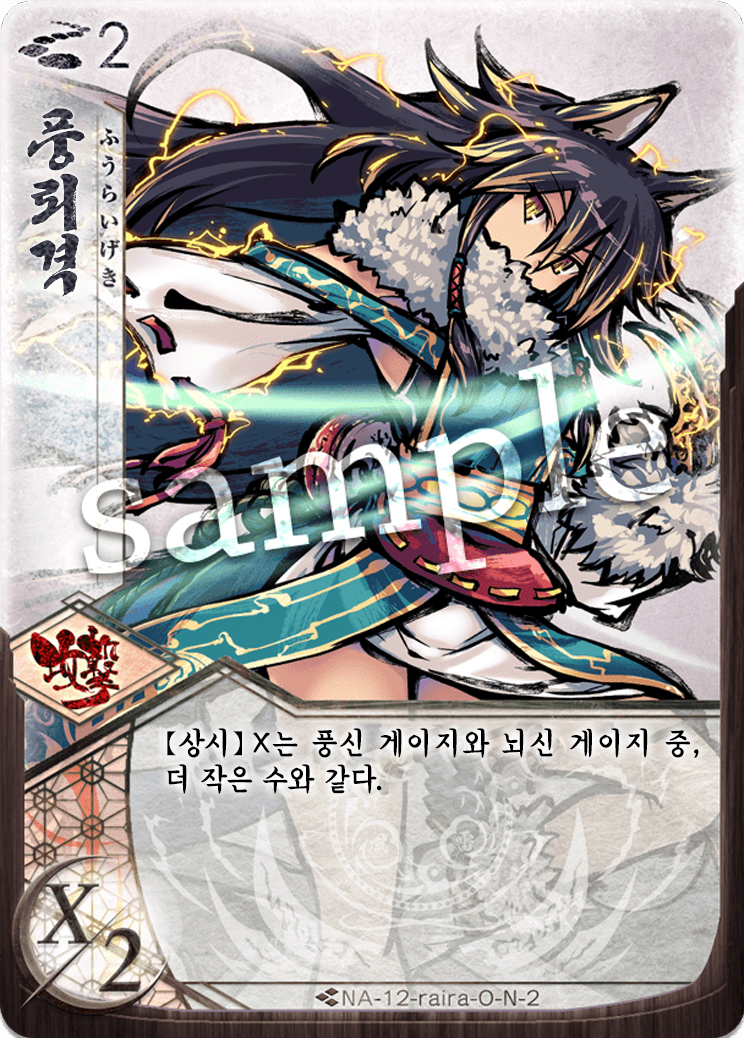 2
풍뢰격
ふうらいげき
sample
攻撃
【상시】X는 풍신 게이지와 뇌신 게이지 중,
더 작은 수와 같다.
X/2
NA-12-raira-O-N-2